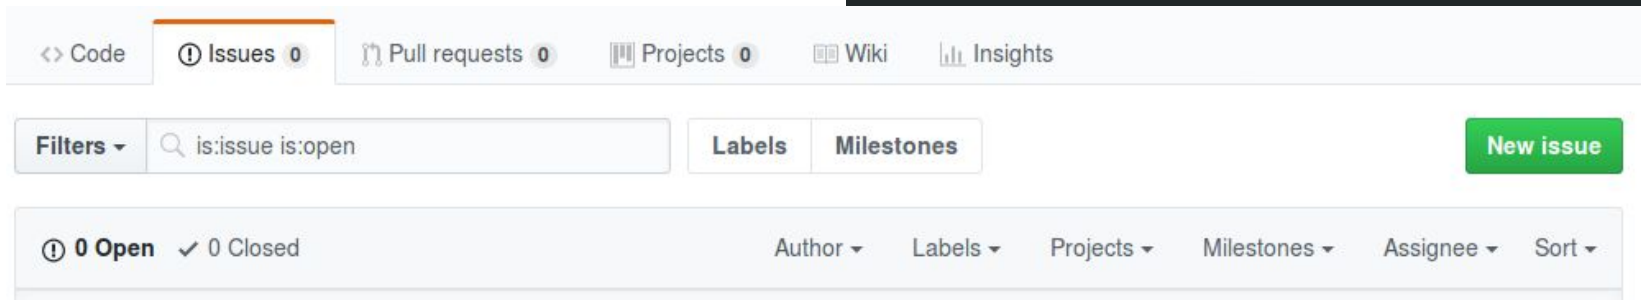 Code Issues 0 Pull requests 0 Projects 0 Wiki Insights
Filters is:issue is:open Labels Milestones New issue
0 Open 0 Closed Author Labels Projects Milestones Assignee Sort